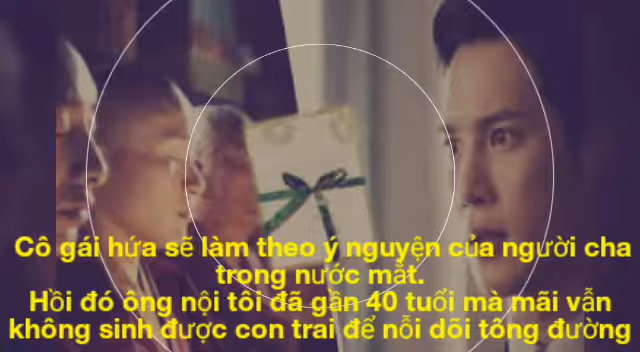 Cô gái hứa sẽ làm theo ý nguyện của người cha
trong nước mắt.
Hồi đó ông nội tôi đã gần 40 tuổi mà mãi vẫn
không sinh được con trai để nỗi dõi tông đường